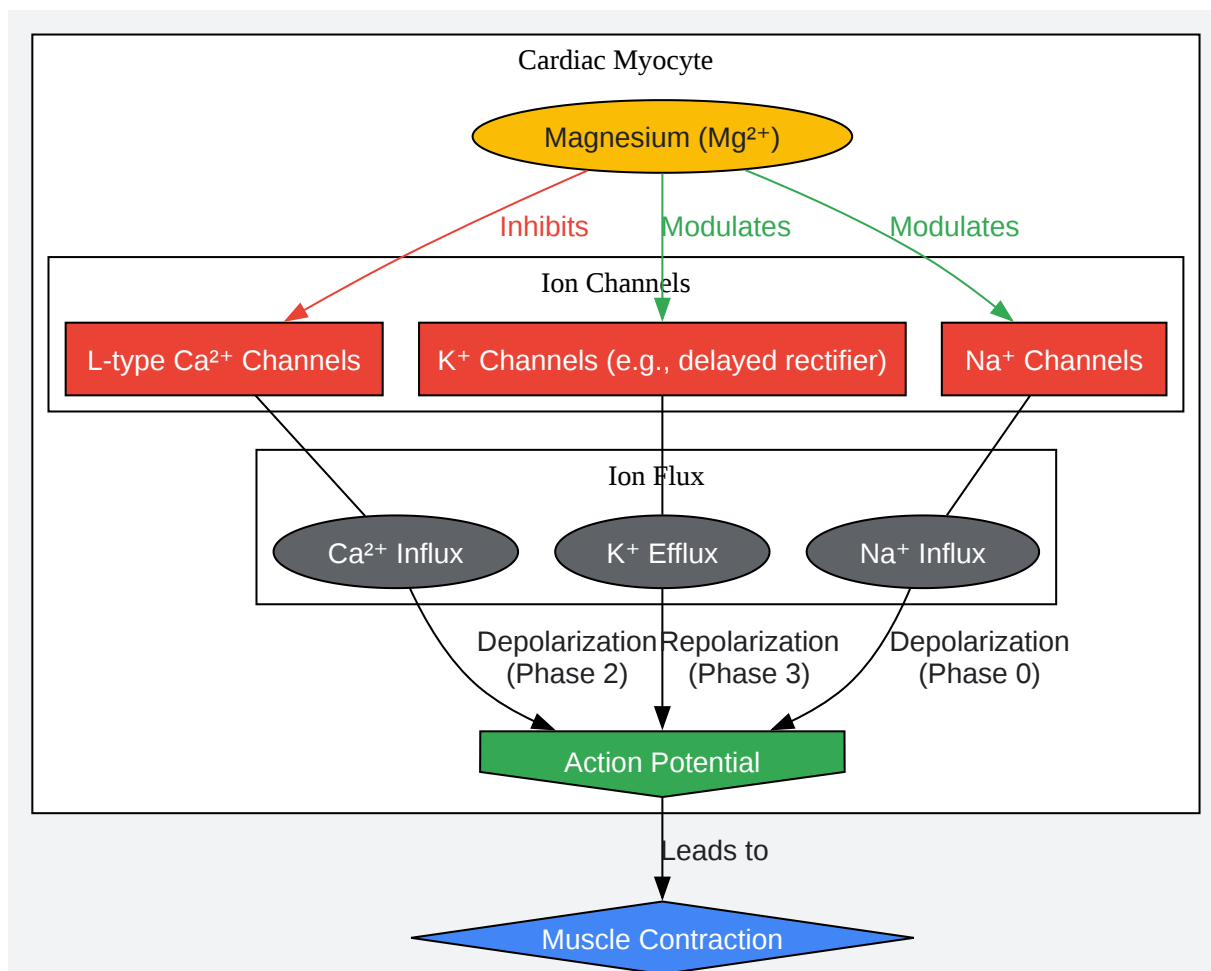 Cardiac Myocyte
Magnesium (Mg²⁺)
Inhibits
Modulates
Modulates
Ion Channels
L-type Ca²⁺ Channels
K⁺ Channels (e.g., delayed rectifier)
Na⁺ Channels
Ion Flux
Ca²⁺ Influx
K⁺ Efflux
Na⁺ Influx
Depolarization
(Phase 2)
Repolarization
(Phase 3)
Depolarization
(Phase 0)
Action Potential
Leads to
Muscle Contraction